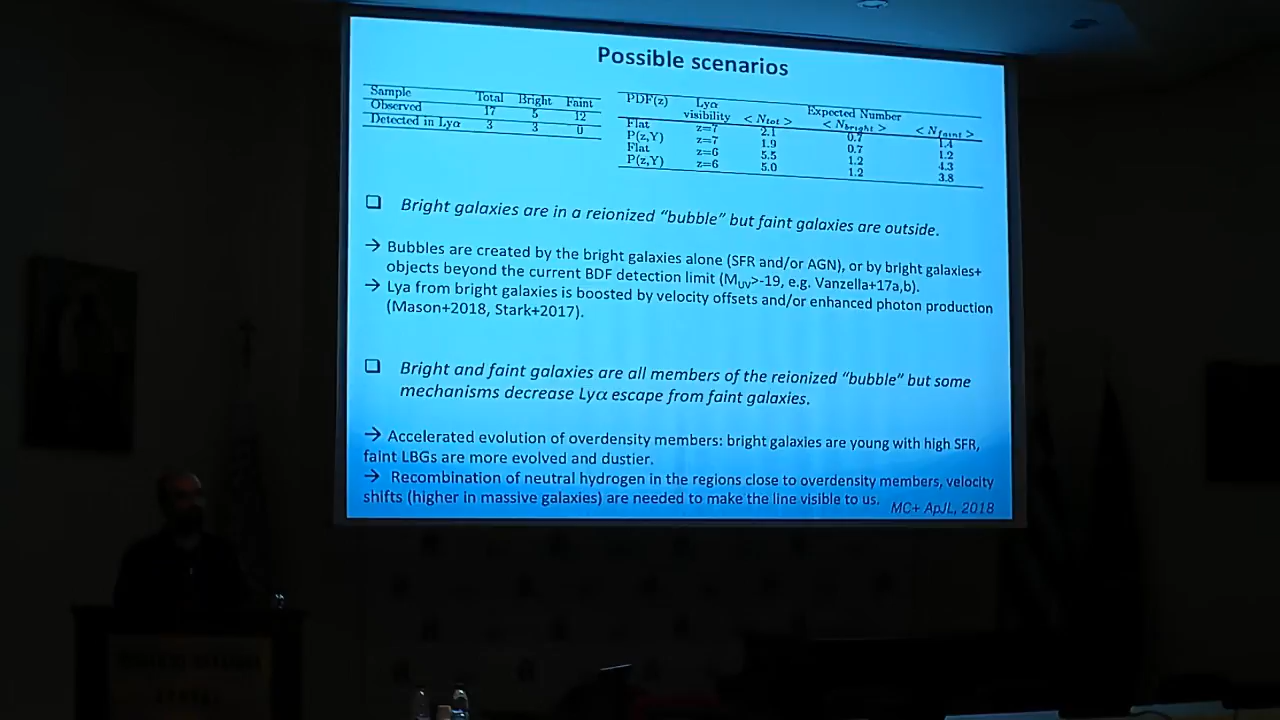 Possible scenarios
Sample Total Bright Faint
Observed 17 5 12
Detected in Lyα 3 3 0
PDF(z) Lyα Expected Number
visibility < N_tot > < N_bright > < N_faint >
Flat z=7 2.1 0.7 1.4
P(z,Y) z=7 1.9 0.7 1.2
Flat z=6 5.5 1.2 4.3
P(z,Y) z=6 5.0 1.2 3.8
❑ Bright galaxies are in a reionized “bubble” but faint galaxies are outside.
→ Bubbles are created by the bright galaxies alone (SFR and/or AGN), or by bright galaxies+
objects beyond the current BDF detection limit (M_UV>-19, e.g. Vanzella+17a,b).
→ Lya from bright galaxies is boosted by velocity offsets and/or enhanced photon production
(Mason+2018, Stark+2017).
❑ Bright and faint galaxies are all members of the reionized “bubble” but some
mechanisms decrease Lyα escape from faint galaxies.
→ Accelerated evolution of overdensity members: bright galaxies are young with high SFR,
faint LBGs are more evolved and dustier.
→ Recombination of neutral hydrogen in the regions close to overdensity members, velocity
shifts (higher in massive galaxies) are needed to make the line visible to us.
MC+ ApJL, 2018